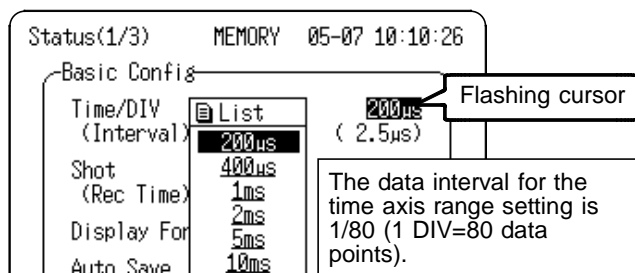 Status(1/3) MEMORY 05-07 10:10:26
Basic Config
Time/DIV List 200µs Flashing cursor
(Interval) 200µs ( 2.5µs)
Shot 400µs
(Rec Time) 1ms
2ms
Display For 5ms
Auto Save 10ms
The data interval for the
time axis range setting is
1/80 (1 DIV=80 data
points).